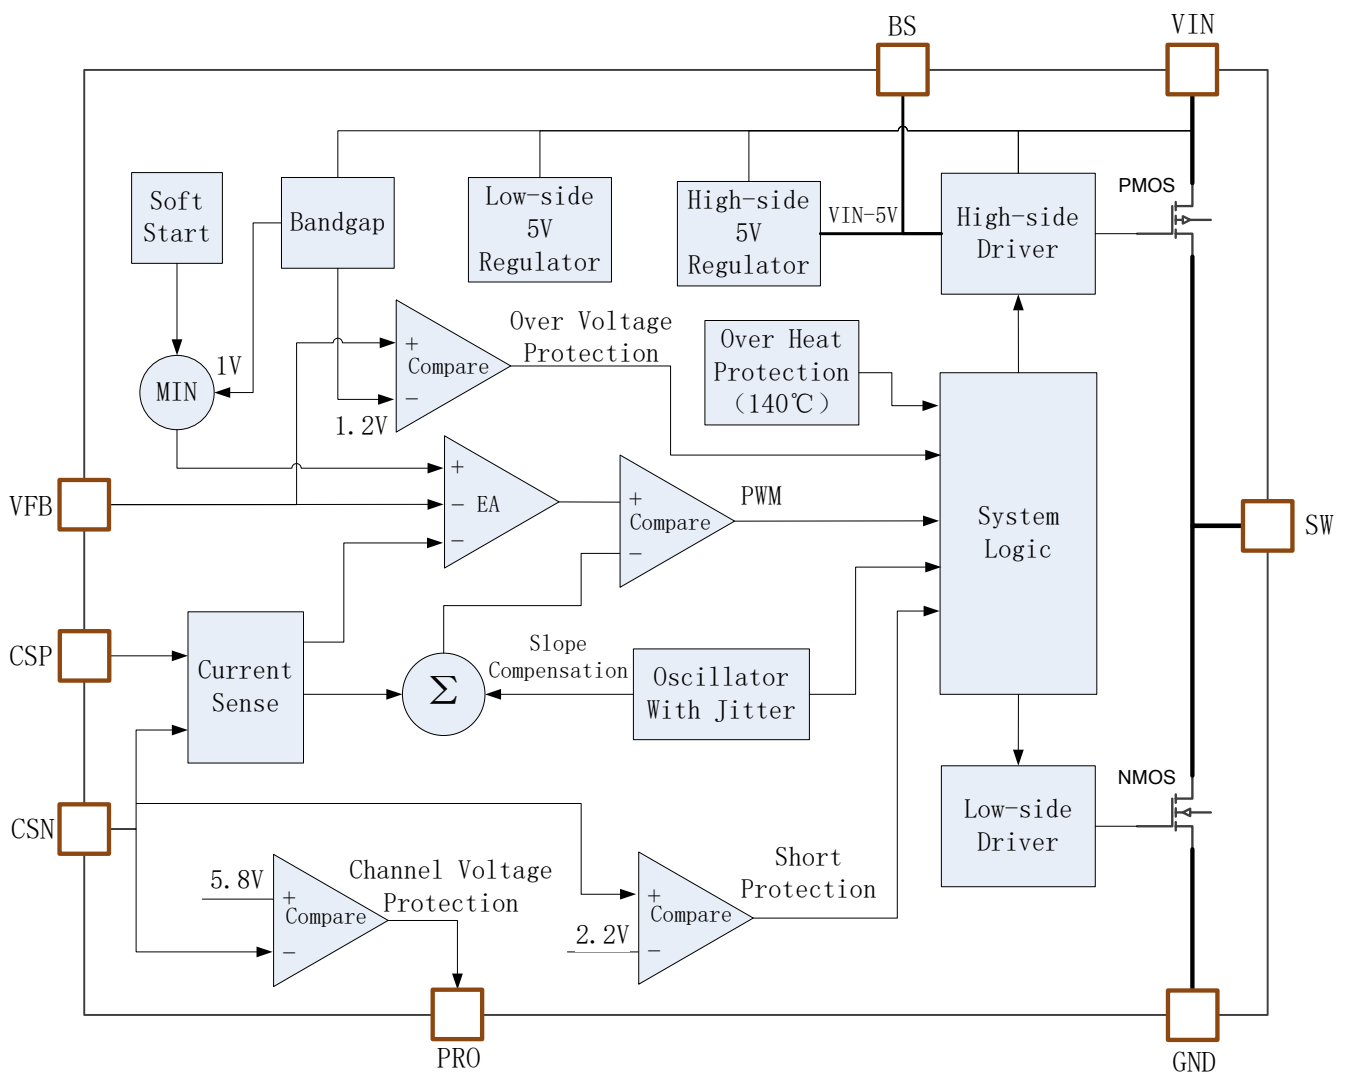 BS
VIN
Soft
Start
Bandgap
Low-side
5V
Regulator
High-side
5V
Regulator
VIN-5V
High-side
Driver
PMOS
Over Voltage
Protection
Over Heat
Protection
（140℃）
MIN
1V
+
Compare
−
1.2V
VFB
+
− EA
−
+
Compare
−
PWM
System
Logic
SW
CSP
Current
Sense
Σ
Slope
Compensation
Oscillator
With Jitter
CSN
NMOS
Low-side
Driver
5.8V
+
Compare
−
Channel Voltage
Protection
2.2V
+
Compare
−
Short
Protection
PRO
GND